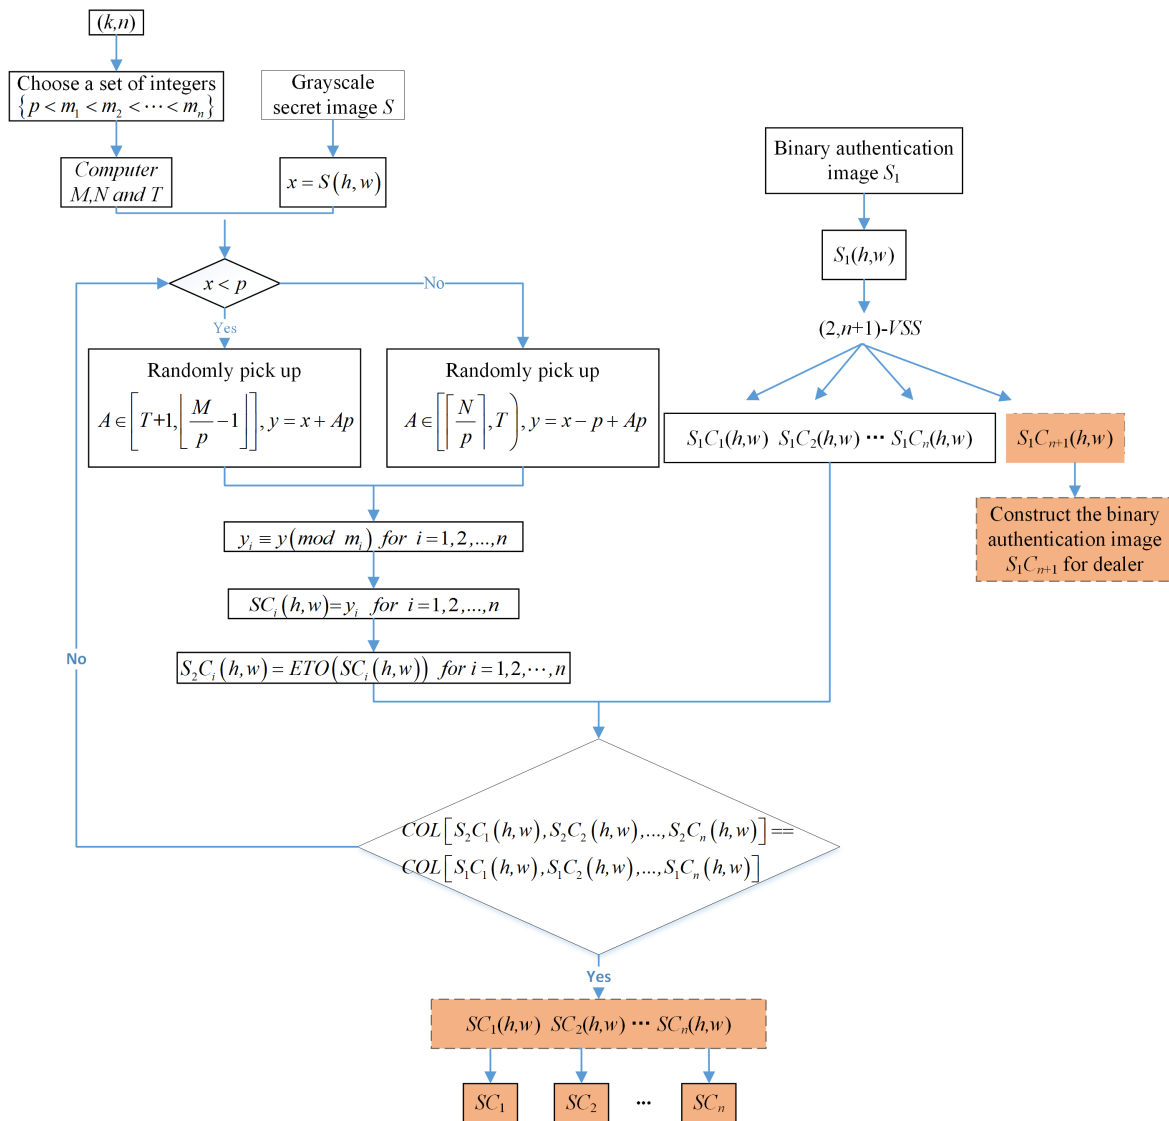 (k,n)
Choose a set of integers
{p < m₁ < m₂ < ⋯ < mₙ}
Computer
M,N and T
Grayscale
secret image S
x = S(h,w)
x < p
Yes
No
Randomly pick up
A ∈ [T+1, ⌊M/p −1⌋], y = x + Ap
Randomly pick up
A ∈ [⌈N/p⌉, T), y = x − p + Ap
yᵢ ≡ y(mod mᵢ) for i = 1,2,...,n
SCᵢ(h,w)=yᵢ for i=1,2,...,n
S₂Cᵢ(h,w) = ETO(SCᵢ(h,w)) for i = 1,2,⋯,n
Binary authentication
image S₁
S₁(h,w)
(2,n+1)-VSS
S₁C₁(h,w) S₁C₂(h,w) ⋯ S₁Cₙ(h,w)
S₁Cₙ₊₁(h,w)
Construct the binary
authentication image
S₁Cₙ₊₁ for dealer
No
COL[S₂C₁(h,w),S₂C₂(h,w),...,S₂Cₙ(h,w)]==
COL[S₁C₁(h,w),S₁C₂(h,w),...,S₁Cₙ(h,w)]
Yes
SC₁(h,w) SC₂(h,w) ⋯ SCₙ(h,w)
SC₁ SC₂ ⋯ SCₙ